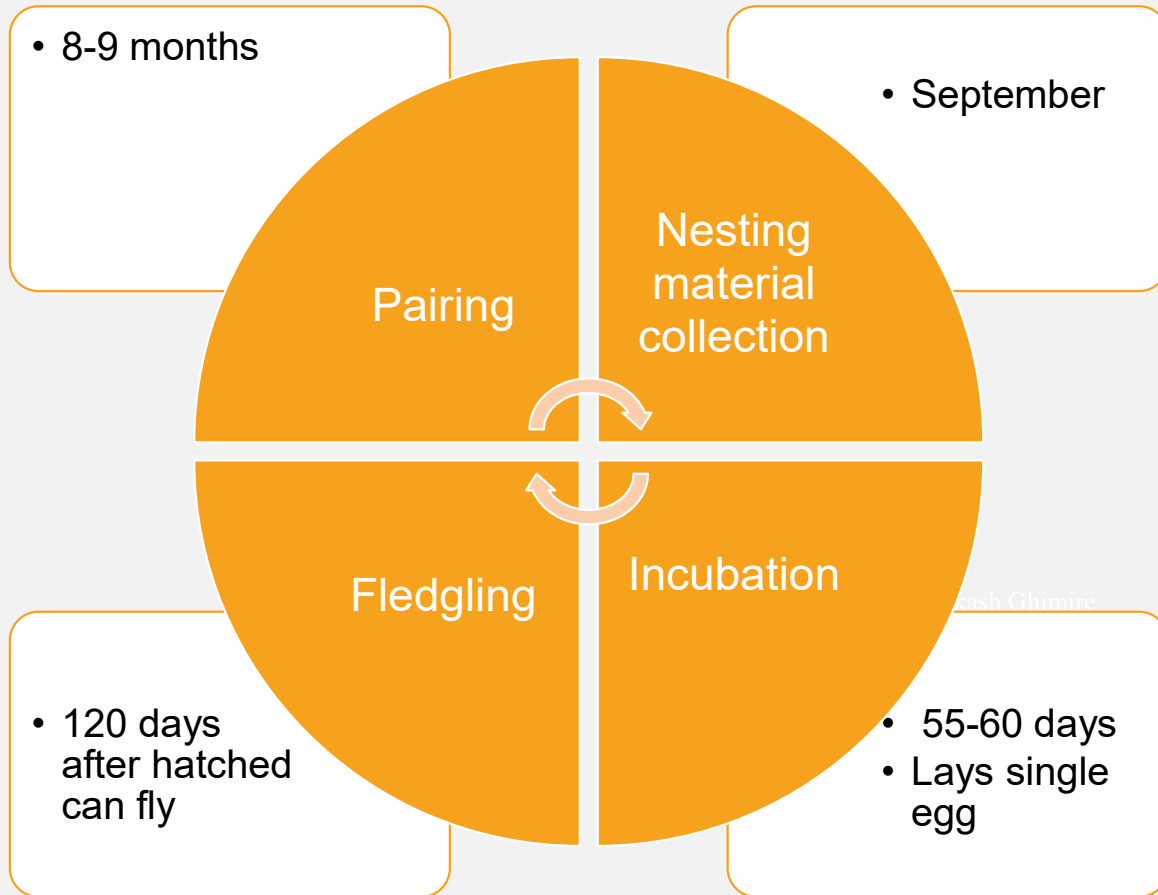 • 8-9 months
• September
Pairing
Nesting
material
collection
Fledgling
Incubation
Ghimire
• 120 days
after hatched
can fly
• 55-60 days
• Lays single
egg